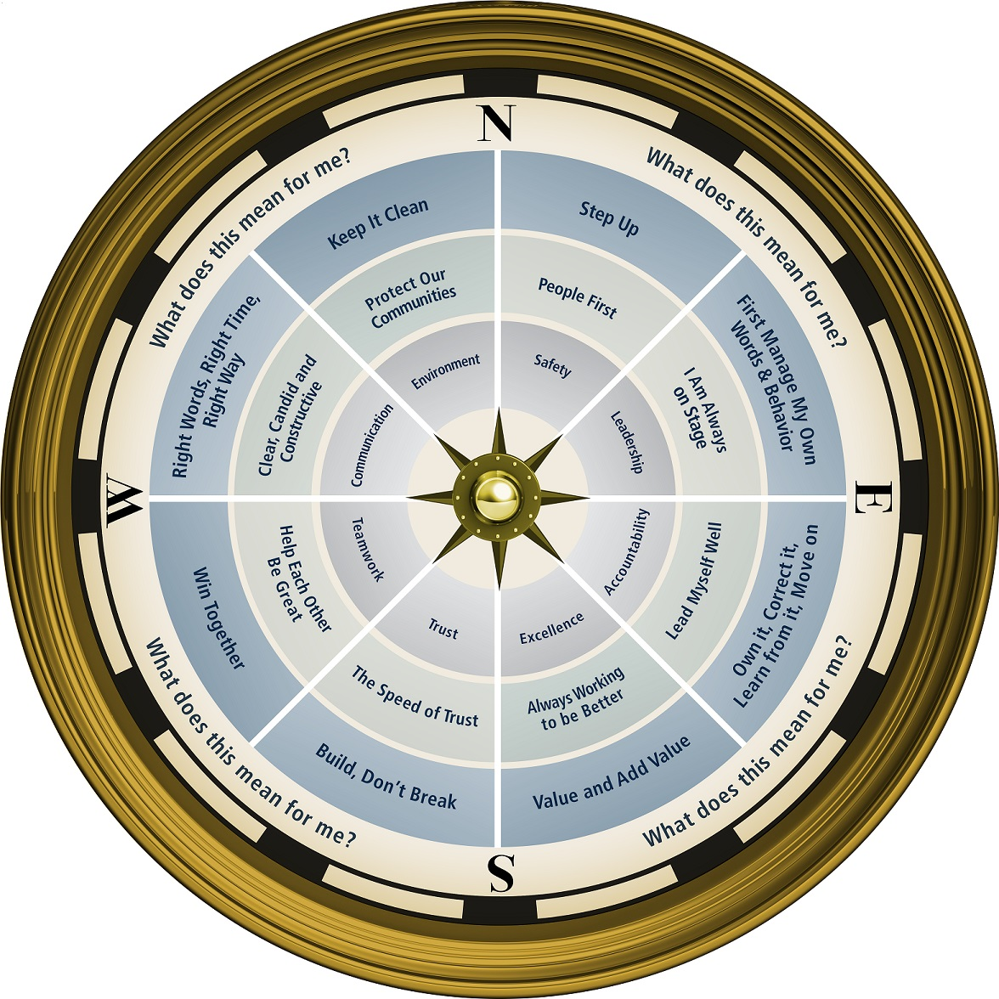 N
What does this mean for me?
What does this mean for me?
Keep It Clean
Step Up
Protect Our
Communities
People First
Environment
Safety
Right Words, Right Time,
Right Way
Clear, Candid and
Constructive
Communication
Leadership
I Am Always
on Stage
First Manage My Own
Words & Behavior
W
E
Win Together
Help Each Other
Be Great
Teamwork
Accountability
Lead Myself Well
Own it, Correct it,
Learn from it, Move on
Trust
Excellence
The Speed of Trust
Always Working
to be Better
Build, Don't Break
Value and Add Value
What does this mean for me?
What does this mean for me?
S